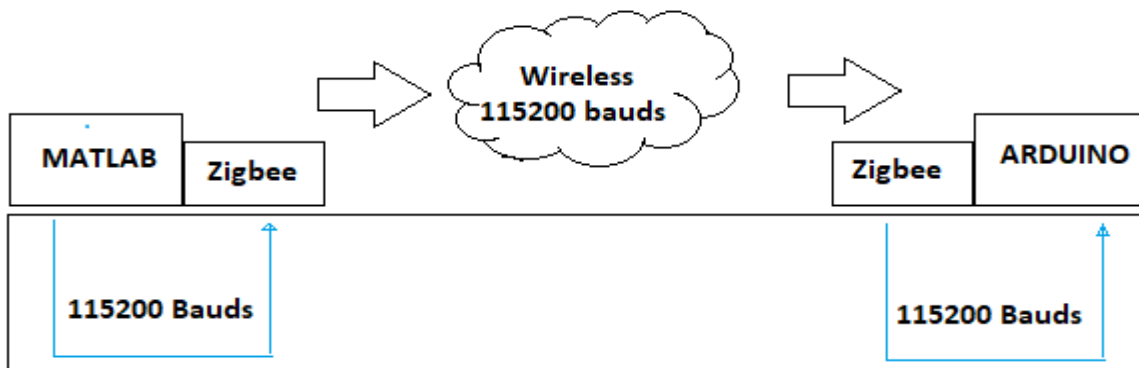 Wireless
115200 bauds
MATLAB
Zigbee
Zigbee
ARDUINO
115200 Bauds
115200 Bauds